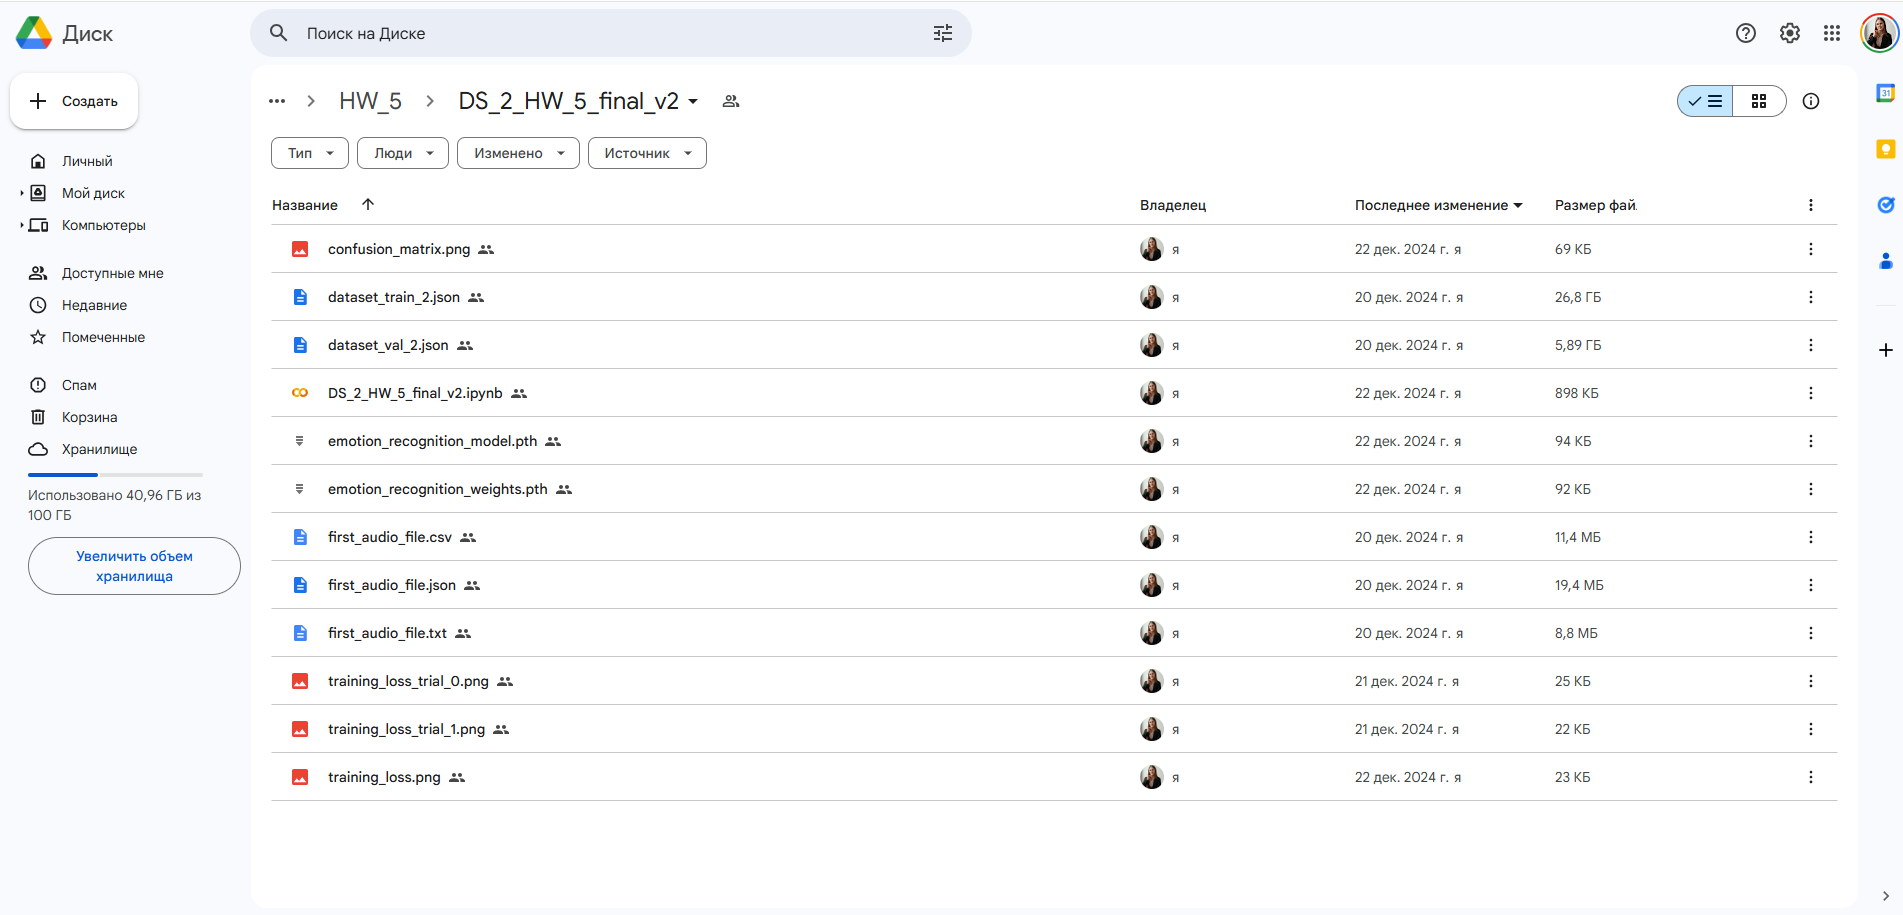 Диск
Поиск на Диске
Создать
HW_5 DS_2_HW_5_final_v2
Тип Люди Изменено Источник
Личный
Мой диск
Компьютеры
Доступные мне
Недавние
Помеченные
Спам
Корзина
Хранилище
Использовано 40,96 ГБ из
100 ГБ
Увеличить объем
хранилища
Название Владелец Последнее изменение Размер фай
confusion_matrix.png я 22 дек. 2024 г. я 69 КБ
dataset_train_2.json я 20 дек. 2024 г. я 26,8 ГБ
dataset_val_2.json я 20 дек. 2024 г. я 5,89 ГБ
DS_2_HW_5_final_v2.ipynb я 22 дек. 2024 г. я 898 КБ
emotion_recognition_model.pth я 22 дек. 2024 г. я 94 КБ
emotion_recognition_weights.pth я 22 дек. 2024 г. я 92 КБ
first_audio_file.csv я 20 дек. 2024 г. я 11,4 МБ
first_audio_file.json я 20 дек. 2024 г. я 19,4 МБ
first_audio_file.txt я 20 дек. 2024 г. я 8,8 МБ
training_loss_trial_0.png я 21 дек. 2024 г. я 25 КБ
training_loss_trial_1.png я 21 дек. 2024 г. я 22 КБ
training_loss.png я 22 дек. 2024 г. я 23 КБ
31